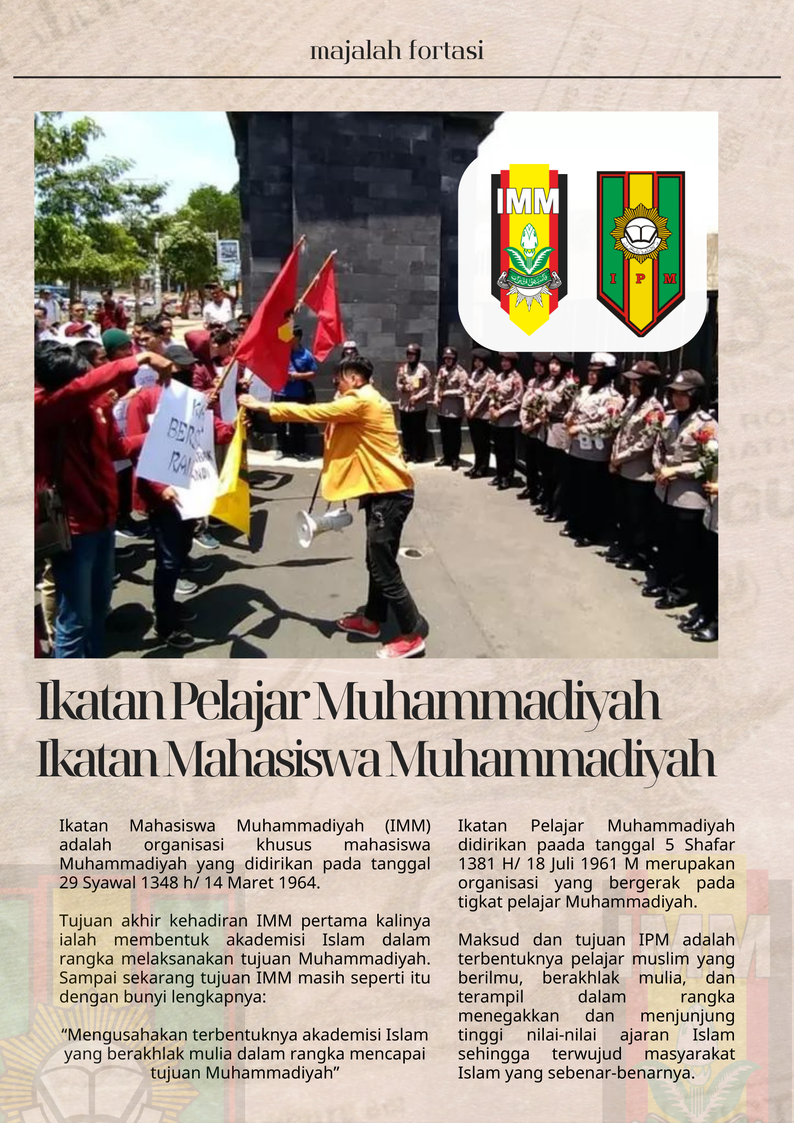 majalah fortasi
IMM
I P M
Ikatan Pelajar Muhammadiyah
Ikatan Mahasiswa Muhammadiyah
Ikatan Mahasiswa Muhammadiyah (IMM)
adalah organisasi khusus mahasiswa
Muhammadiyah yang didirikan pada tanggal
29 Syawal 1348 h/ 14 Maret 1964.
Tujuan akhir kehadiran IMM pertama kalinya
ialah membentuk akademisi Islam dalam
rangka melaksanakan tujuan Muhammadiyah.
Sampai sekarang tujuan IMM masih seperti itu
dengan bunyi lengkapnya:
“Mengusahakan terbentuknya akademisi Islam
yang berakhlak mulia dalam rangka mencapai
tujuan Muhammadiyah”
Ikatan Pelajar Muhammadiyah
didirikan paada tanggal 5 Shafar
1381 H/ 18 Juli 1961 M merupakan
organisasi yang bergerak pada
tigkat pelajar Muhammadiyah.
Maksud dan tujuan IPM adalah
terbentuknya pelajar muslim yang
berilmu, berakhlak mulia, dan
terampil dalam rangka
menegakkan dan menjunjung
tinggi nilai-nilai ajaran Islam
sehingga terwujud masyarakat
Islam yang sebenar-benarnya.
IMM